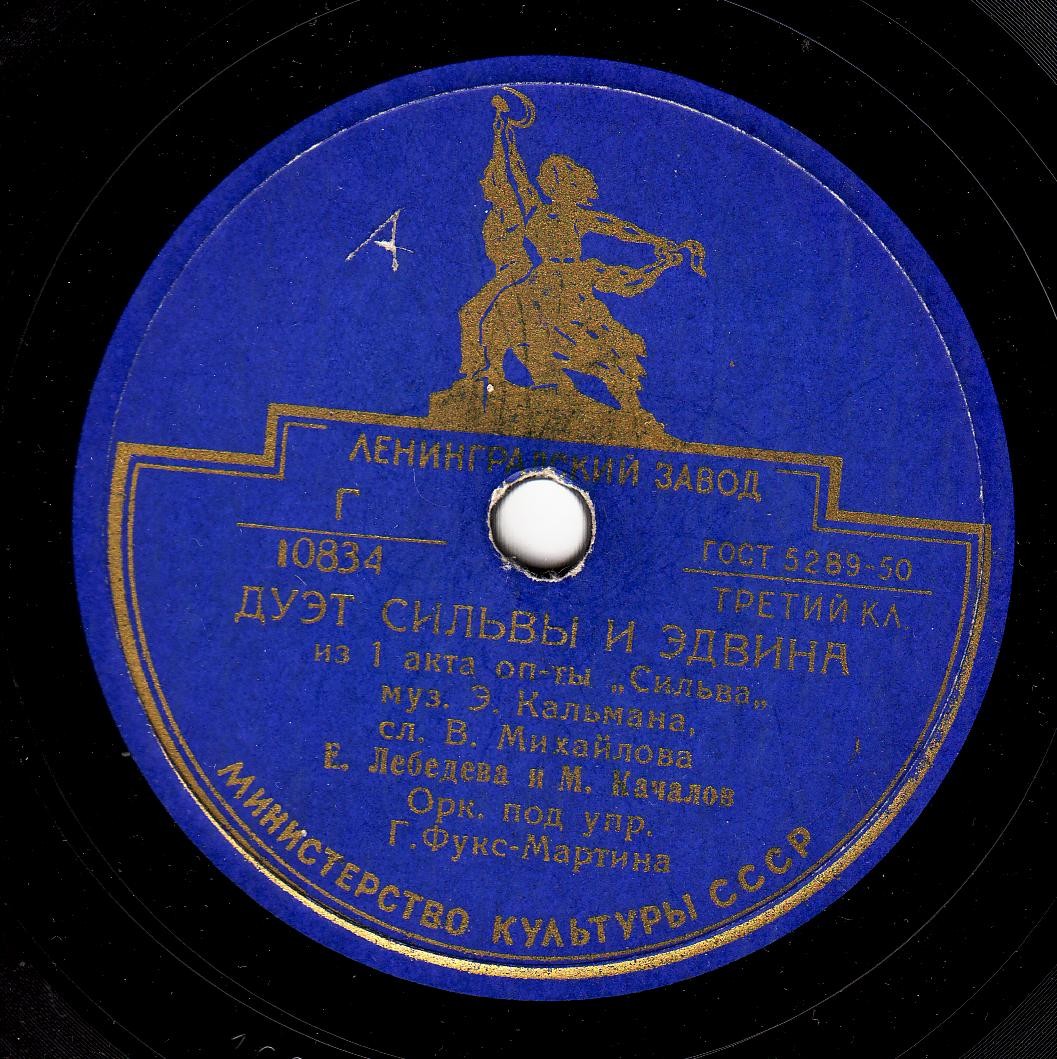 А
ЛЕНИНГРАДСКИЙ ЗАВОД
Г
10834
ГОСТ 5289-50
ТРЕТИЙ КЛ.
ДУЭТ СИЛЬВЫ И ЭДВИНА
из 1 акта оп-ты „Сильва„
муз. Э. Кальмана,
сл. В. Михайлова
Е. Лебедева и М. Качалов
Орк. под упр.
Г.Фукс-Мартина
МИНИСТЕРСТВО КУЛЬТУРЫ СССР